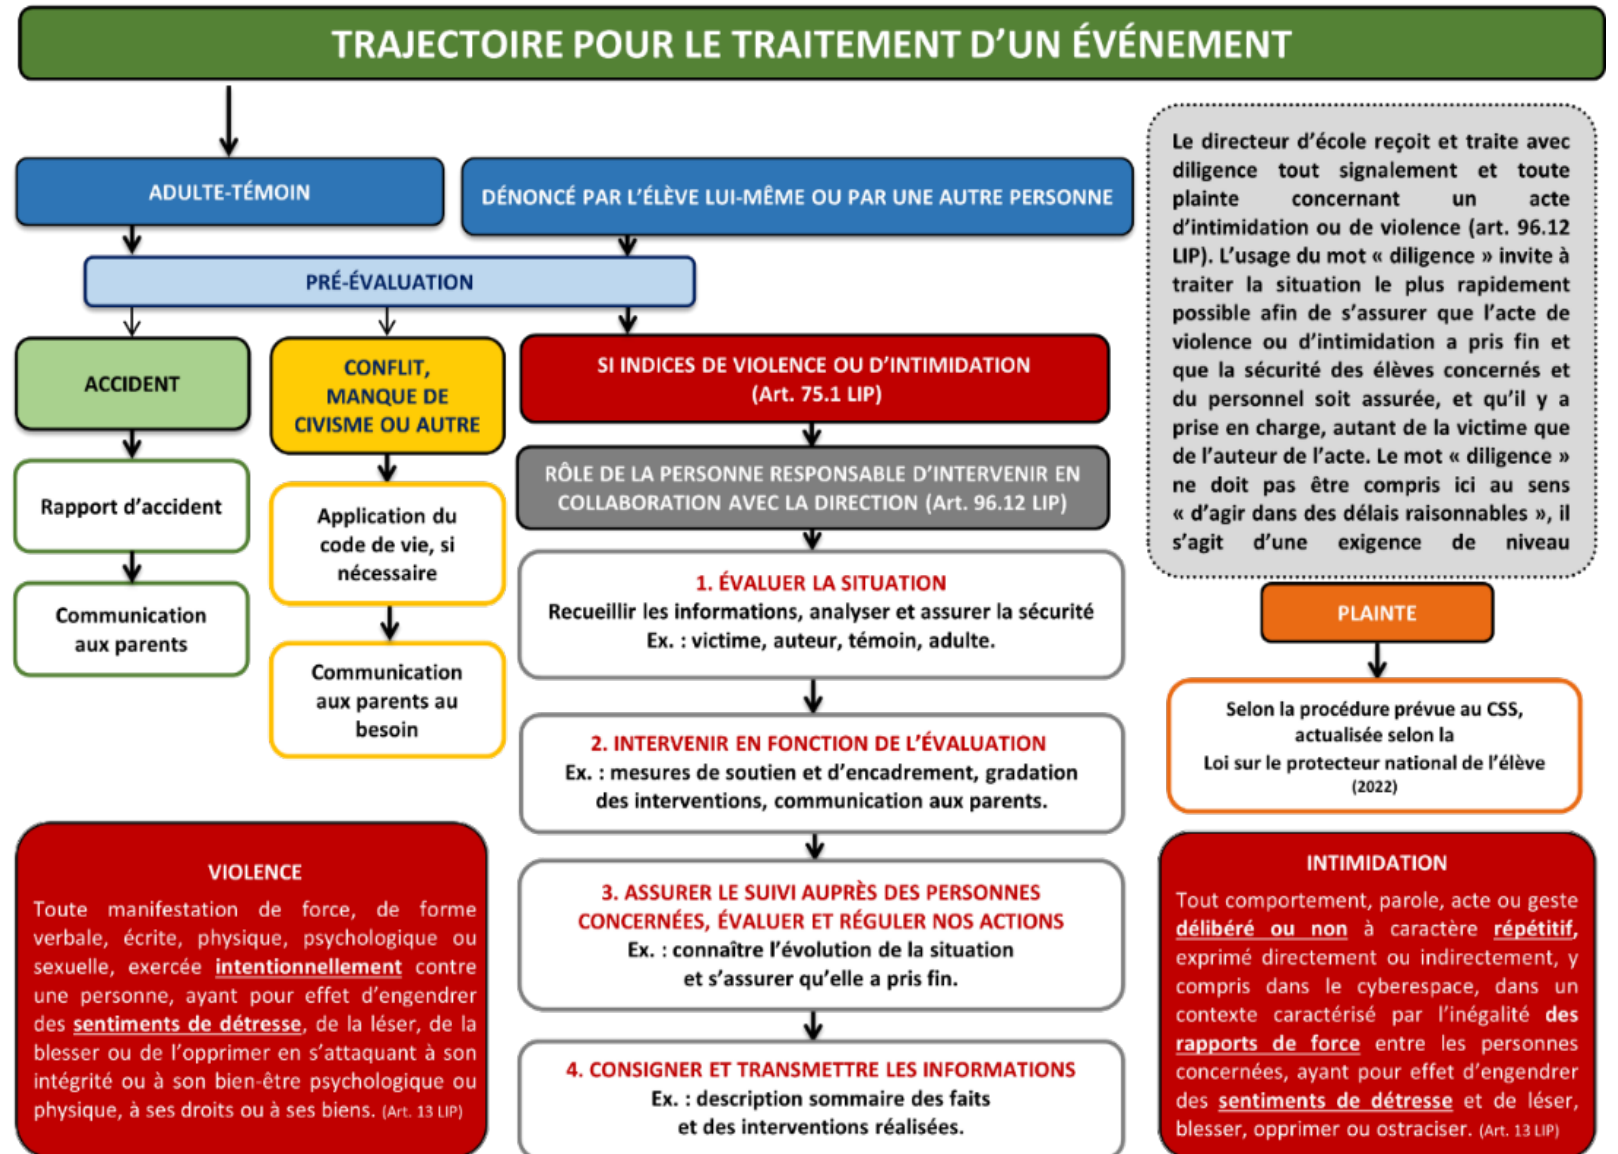 TRAJECTOIRE POUR LE TRAITEMENT D’UN ÉVÉNEMENT
ADULTE-TÉMOIN
DÉNONCÉ PAR L’ÉLÈVE LUI-MÊME OU PAR UNE AUTRE PERSONNE
PRÉ-ÉVALUATION
ACCIDENT
Rapport d’accident
Communication
aux parents
CONFLIT,
MANQUE DE
CIVISME OU AUTRE
Application du
code de vie, si
nécessaire
Communication
aux parents au
besoin
SI INDICES DE VIOLENCE OU D’INTIMIDATION
(Art. 75.1 LIP)
RÔLE DE LA PERSONNE RESPONSABLE D’INTERVENIR EN
COLLABORATION AVEC LA DIRECTION (Art. 96.12 LIP)
1. ÉVALUER LA SITUATION
Recueillir les informations, analyser et assurer la sécurité
Ex. : victime, auteur, témoin, adulte.
2. INTERVENIR EN FONCTION DE L’ÉVALUATION
Ex. : mesures de soutien et d’encadrement, gradation
des interventions, communication aux parents.
3. ASSURER LE SUIVI AUPRÈS DES PERSONNES
CONCERNÉES, ÉVALUER ET RÉGULER NOS ACTIONS
Ex. : connaître l’évolution de la situation
et s’assurer qu’elle a pris fin.
4. CONSIGNER ET TRANSMETTRE LES INFORMATIONS
Ex. : description sommaire des faits
et des interventions réalisées.
Le directeur d’école reçoit et traite avec
diligence tout signalement et toute
plainte concernant un acte
d’intimidation ou de violence (art. 96.12
LIP). L’usage du mot « diligence » invite à
traiter la situation le plus rapidement
possible afin de s’assurer que l’acte de
violence ou d’intimidation a pris fin et
que la sécurité des élèves concernés et
du personnel soit assurée, et qu’il y a
prise en charge, autant de la victime que
de l’auteur de l’acte. Le mot « diligence »
ne doit pas être compris ici au sens
« d’agir dans des délais raisonnables », il
s’agit d’une exigence de niveau
PLAINTE
Selon la procédure prévue au CSS,
actualisée selon la
Loi sur le protecteur national de l’élève
(2022)
VIOLENCE
Toute manifestation de force, de forme
verbale, écrite, physique, psychologique ou
sexuelle, exercée intentionnellement contre
une personne, ayant pour effet d’engendrer
des sentiments de détresse, de la léser, de la
blesser ou de l’opprimer en s’attaquant à son
intégrité ou à son bien-être psychologique ou
physique, à ses droits ou à ses biens. (Art. 13 LIP)
INTIMIDATION
Tout comportement, parole, acte ou geste
délibéré ou non à caractère répétitif,
exprimé directement ou indirectement, y
compris dans le cyberespace, dans un
contexte caractérisé par l’inégalité des
rapports de force entre les personnes
concernées, ayant pour effet d’engendrer
des sentiments de détresse et de léser,
blesser, opprimer ou ostraciser. (Art. 13 LIP)